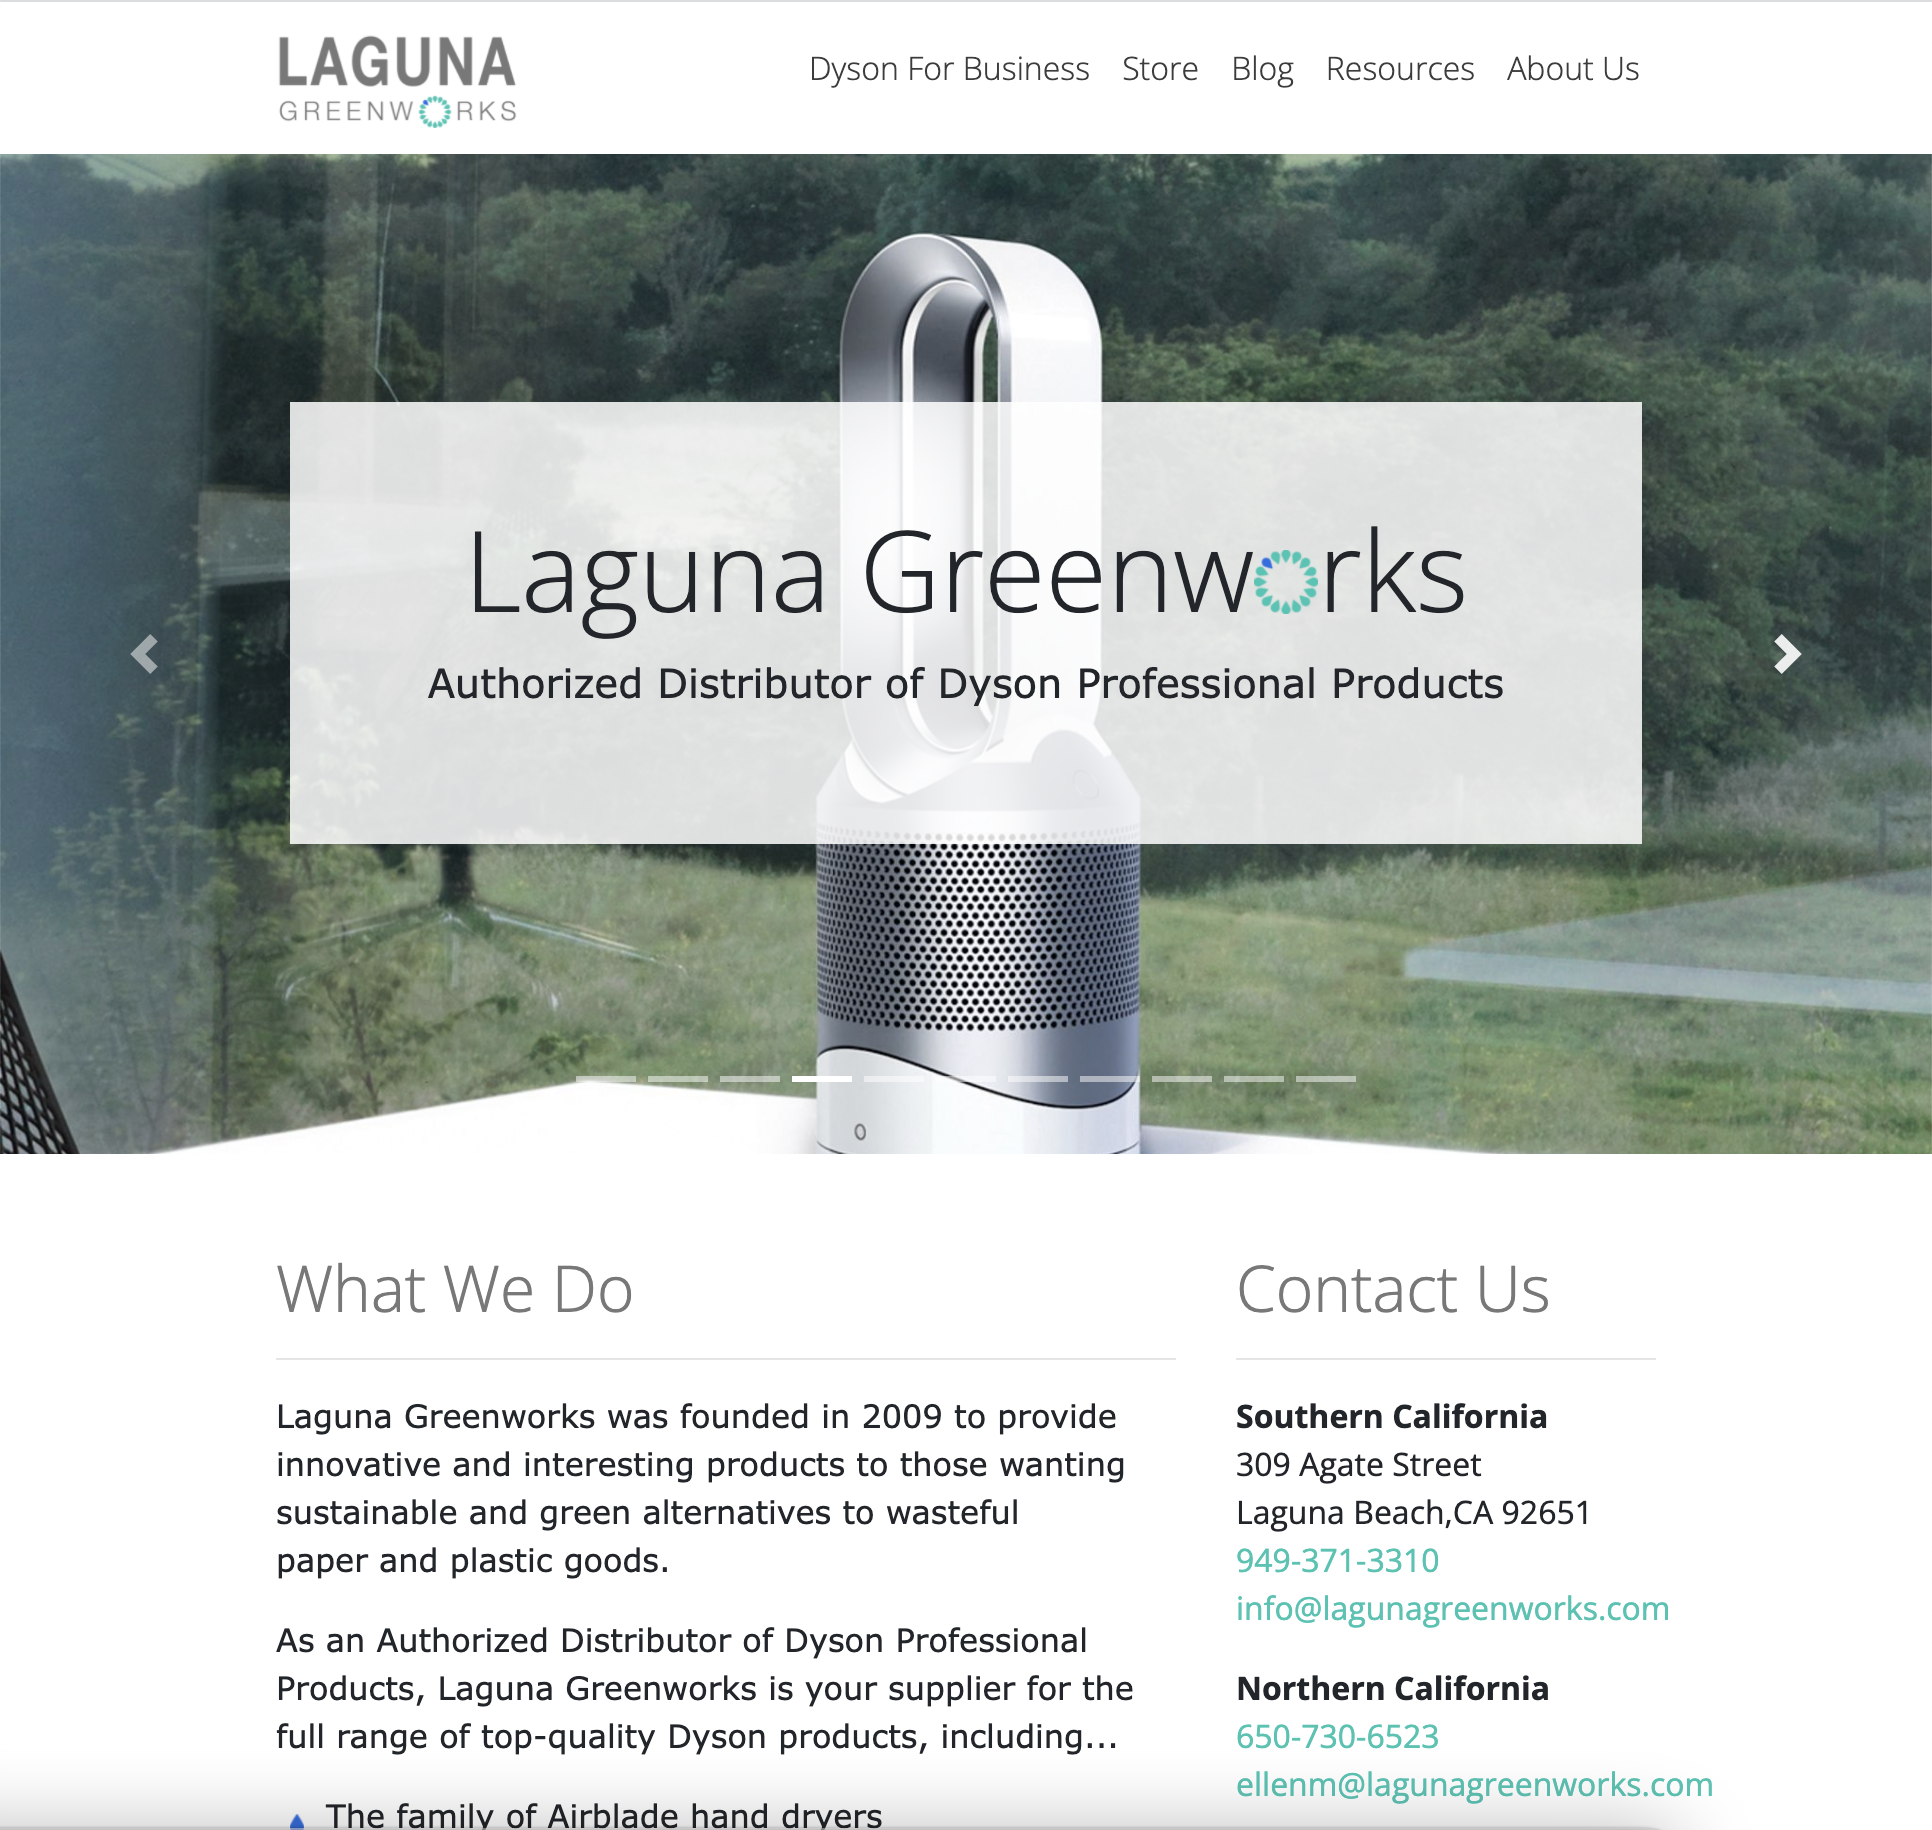 LAGUNA
GREENWORKS
Dyson For Business Store Blog Resources About Us
Laguna Greenworks
Authorized Distributor of Dyson Professional Products
What We Do
Laguna Greenworks was founded in 2009 to provide
innovative and interesting products to those wanting
sustainable and green alternatives to wasteful
paper and plastic goods.
As an Authorized Distributor of Dyson Professional
Products, Laguna Greenworks is your supplier for the
full range of top-quality Dyson products, including...
The family of Airblade hand dryers
Contact Us
Southern California
309 Agate Street
Laguna Beach,CA 92651
949-371-3310
info@lagunagreenworks.com
Northern California
650-730-6523
ellenm@lagunagreenworks.com